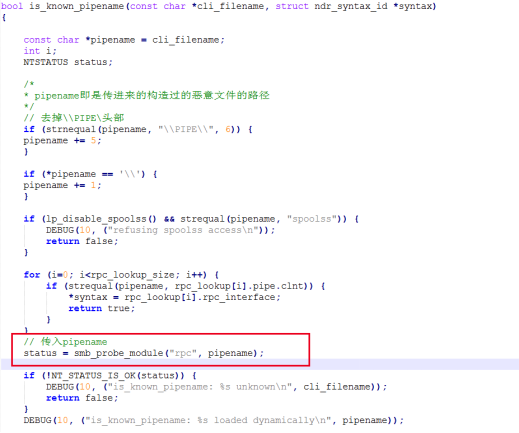 bool is_known_pipename(const char *cli_filename, struct ndr_syntax_id *syntax)
{
const char *pipename = cli_filename;
int i;
NTSTATUS status;
/*
* pipename即是传进来的构造过的恶意文件的路径
*/
// 去掉\\PIPE\头部
if (strnequal(pipename, "\\PIPE\\", 6)) {
pipename += 5;
}
if (*pipename == '\\') {
pipename += 1;
}
if (lp_disable_spoolss() && strequal(pipename, "spoolss")) {
DEBUG(10, ("refusing spoolss access\n"));
return false;
}
for (i=0; i<rpc_lookup_size; i++) {
if (strequal(pipename, rpc_lookup[i].pipe.clnt)) {
*syntax = rpc_lookup[i].rpc_interface;
return true;
}
}
// 传入pipename
status = smb_probe_module("rpc", pipename);
if (!NT_STATUS_IS_OK(status)) {
DEBUG(10, ("is_known_pipename: %s unknown\n", cli_filename));
return false;
}
DEBUG(10, ("is_known_pipename: %s loaded dynamically\n", pipename));